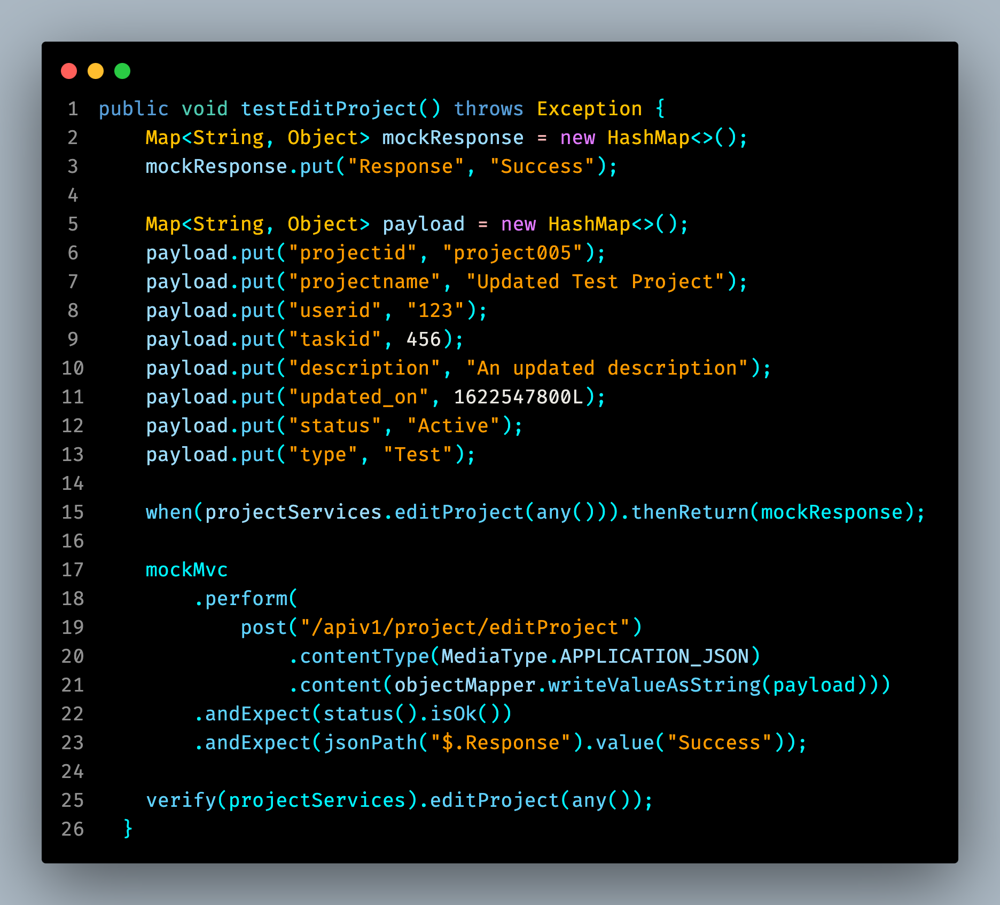 1 public void testEditProject() throws Exception {
2     Map<String, Object> mockResponse = new HashMap<>();
3     mockResponse.put("Response", "Success");
4
5     Map<String, Object> payload = new HashMap<>();
6     payload.put("projectid", "project005");
7     payload.put("projectname", "Updated Test Project");
8     payload.put("userid", "123");
9     payload.put("taskid", 456);
10     payload.put("description", "An updated description");
11     payload.put("updated_on", 1622547800L);
12     payload.put("status", "Active");
13     payload.put("type", "Test");
14
15     when(projectServices.editProject(any())).thenReturn(mockResponse);
16
17     mockMvc
18         .perform(
19             post("/apiv1/project/editProject")
20                 .contentType(MediaType.APPLICATION_JSON)
21                 .content(objectMapper.writeValueAsString(payload)))
22         .andExpect(status().isOk())
23         .andExpect(jsonPath("$.Response").value("Success"));
24
25     verify(projectServices).editProject(any());
26   }